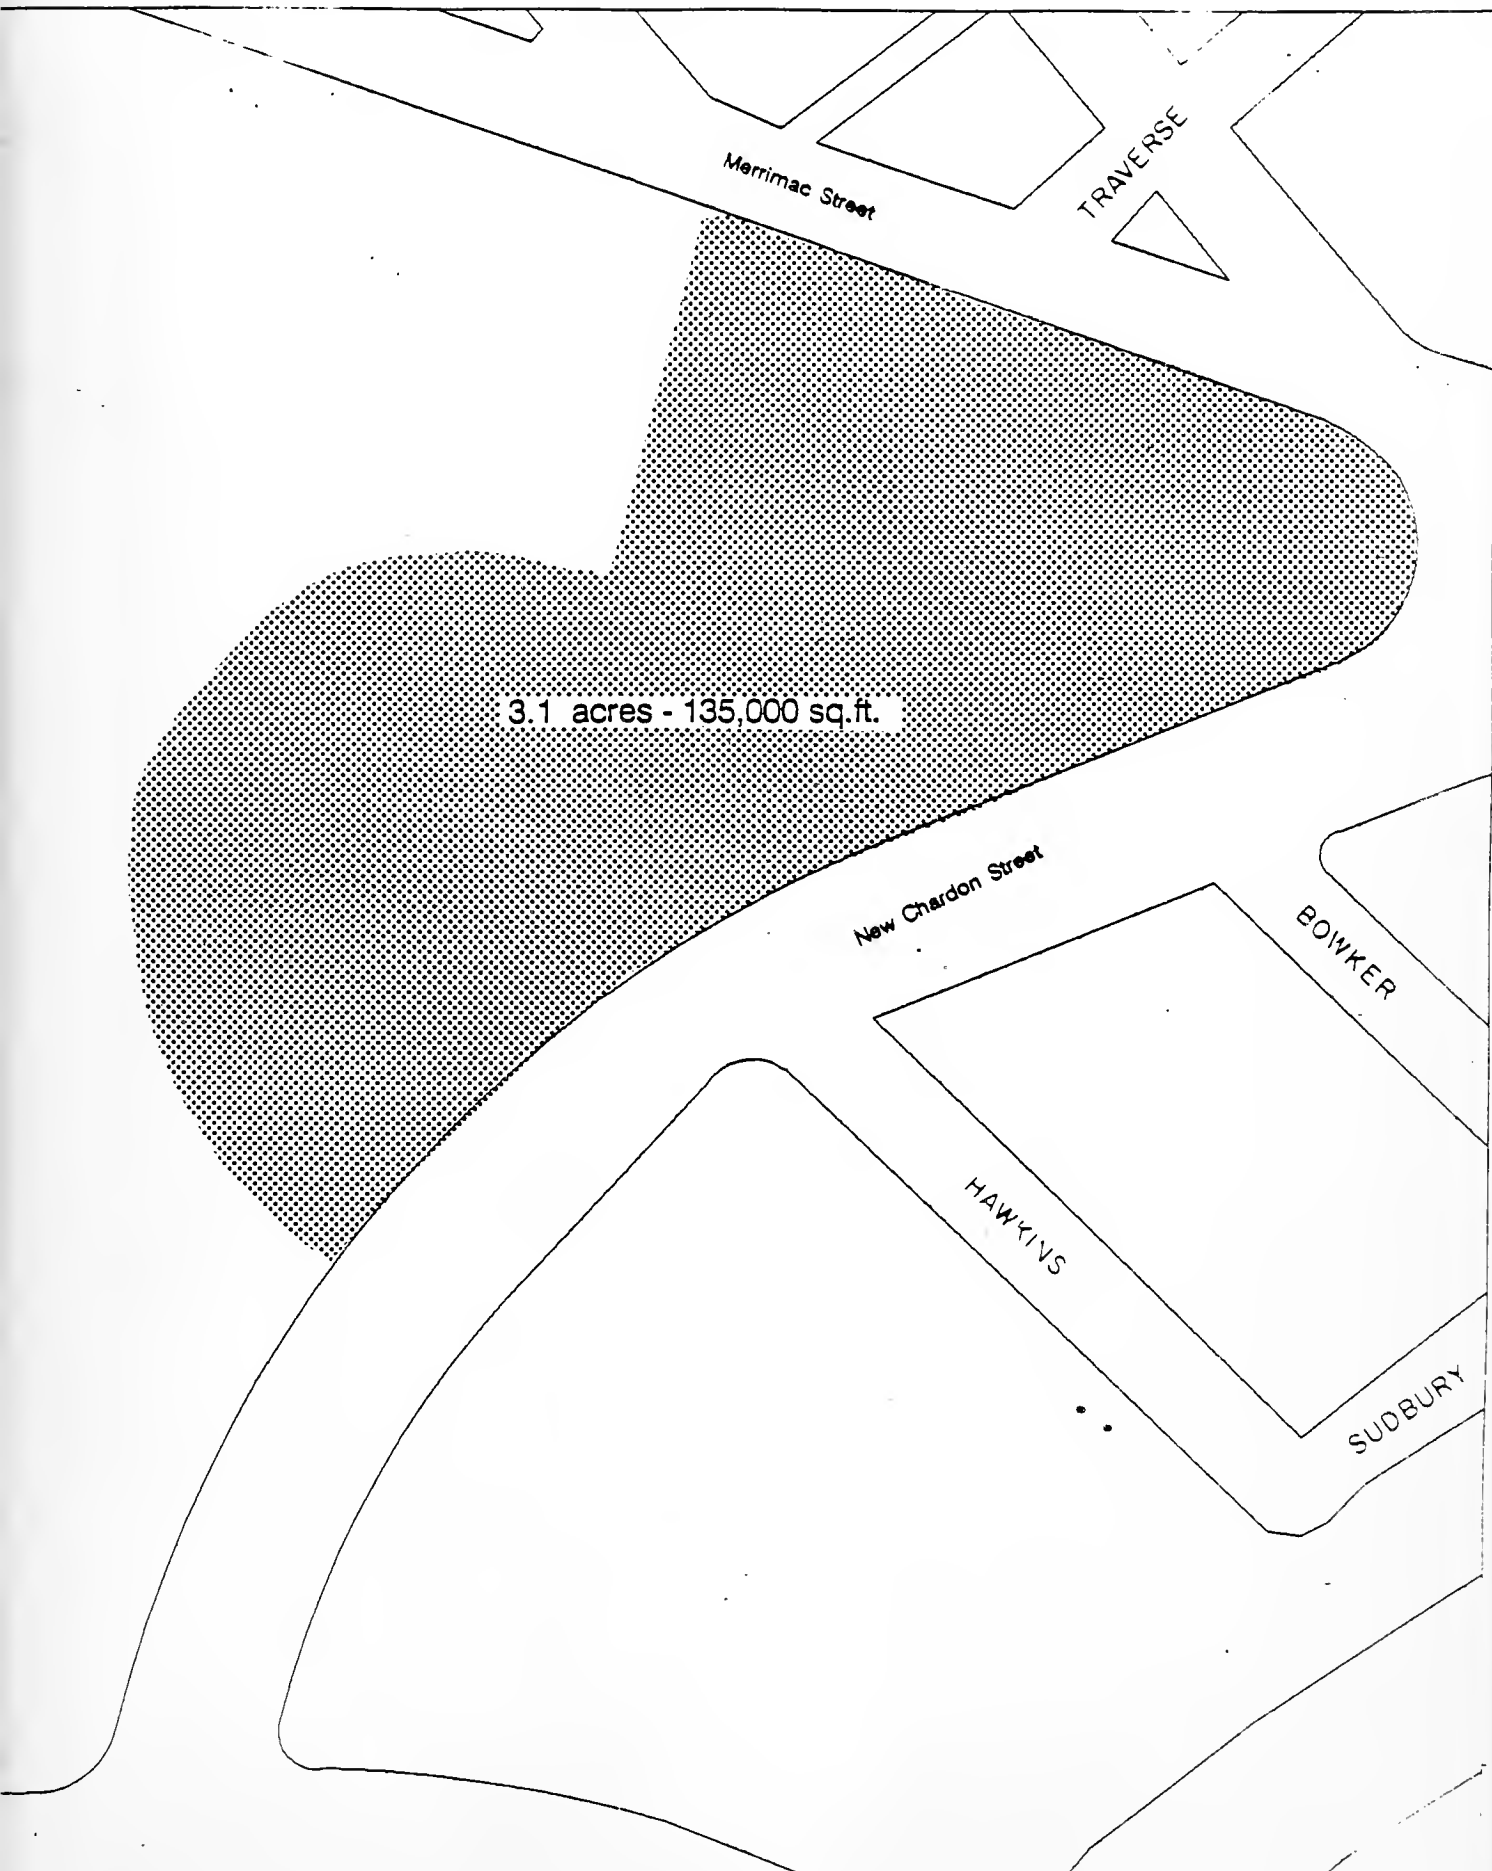 TRAVERSE
Merrimac Street
3.1 acres - 135,000 sq.ft.
New Chardon Street
BOWKER
HAWKINS
SUDBURY